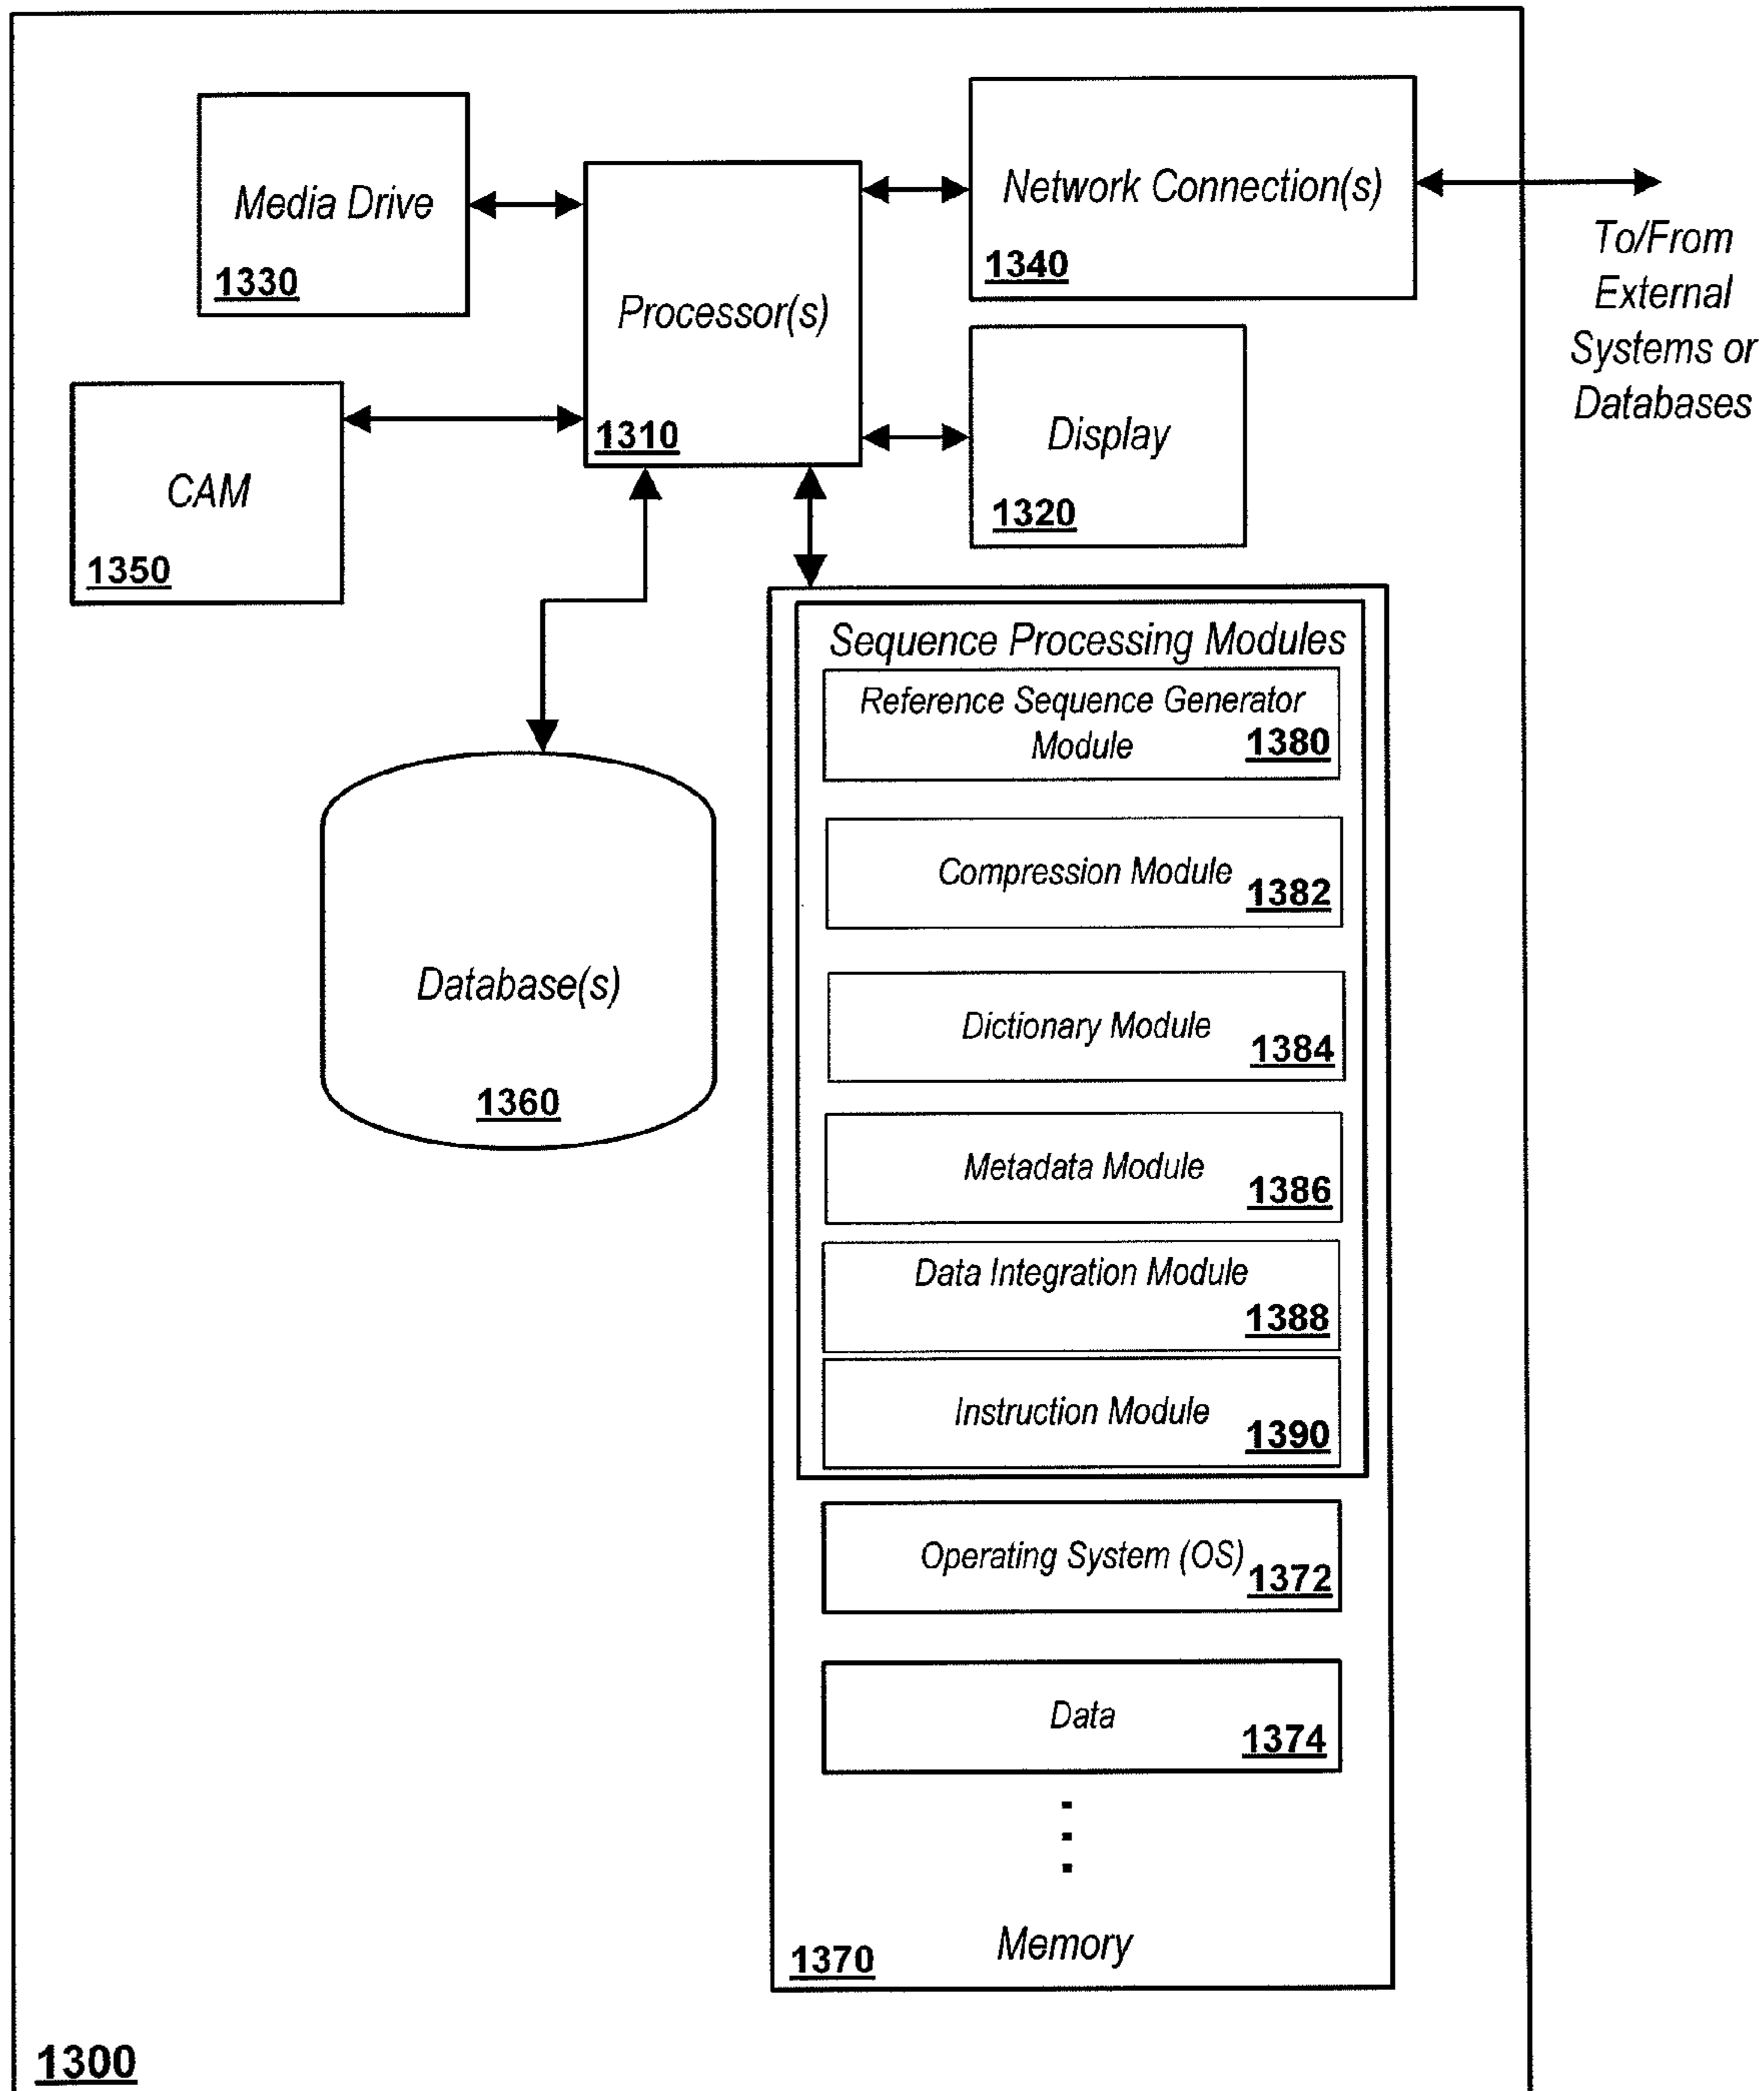 Media Drive
1330
Processor(s)
1310
Network Connection(s)
1340
To/From
External
Systems or
Databases
CAM
1350
Display
1320
Database(s)
1360
Sequence Processing Modules
Reference Sequence Generator
Module
1380
Compression Module
1382
Dictionary Module
1384
Metadata Module
1386
Data Integration Module
1388
Instruction Module
1390
Operating System (OS)
1372
Data
1374
Memory
1370
1300